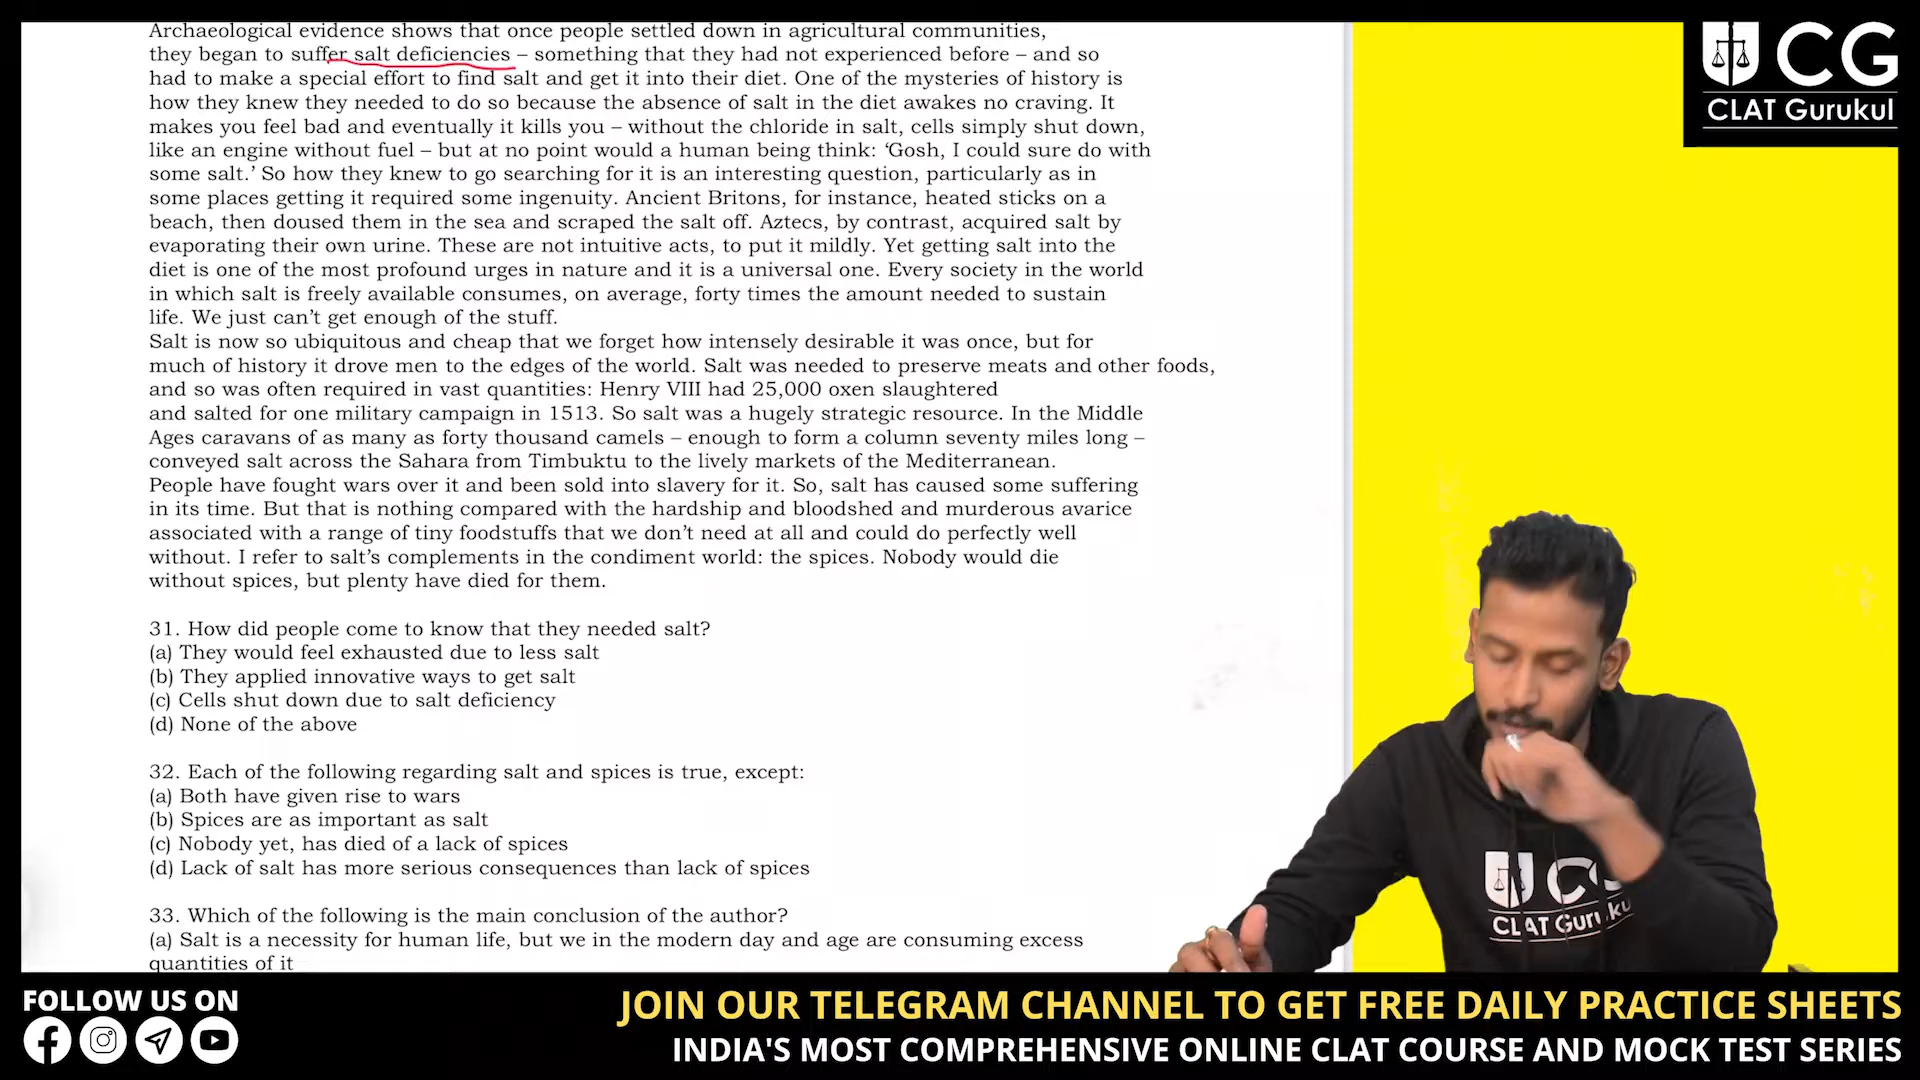 Archaeological evidence shows that once people settled down in agricultural communities,
they began to suffer salt deficiencies – something that they had not experienced before – and so
had to make a special effort to find salt and get it into their diet. One of the mysteries of history is
how they knew they needed to do so because the absence of salt in the diet awakes no craving. It
makes you feel bad and eventually it kills you – without the chloride in salt, cells simply shut down,
like an engine without fuel – but at no point would a human being think: ‘Gosh, I could sure do with
some salt.’ So how they knew to go searching for it is an interesting question, particularly as in
some places getting it required some ingenuity. Ancient Britons, for instance, heated sticks on a
beach, then doused them in the sea and scraped the salt off. Aztecs, by contrast, acquired salt by
evaporating their own urine. These are not intuitive acts, to put it mildly. Yet getting salt into the
diet is one of the most profound urges in nature and it is a universal one. Every society in the world
in which salt is freely available consumes, on average, forty times the amount needed to sustain
life. We just can’t get enough of the stuff.
Salt is now so ubiquitous and cheap that we forget how intensely desirable it was once, but for
much of history it drove men to the edges of the world. Salt was needed to preserve meats and other foods,
and so was often required in vast quantities: Henry VIII had 25,000 oxen slaughtered
and salted for one military campaign in 1513. So salt was a hugely strategic resource. In the Middle
Ages caravans of as many as forty thousand camels – enough to form a column seventy miles long –
conveyed salt across the Sahara from Timbuktu to the lively markets of the Mediterranean.
People have fought wars over it and been sold into slavery for it. So, salt has caused some suffering
in its time. But that is nothing compared with the hardship and bloodshed and murderous avarice
associated with a range of tiny foodstuffs that we don’t need at all and could do perfectly well
without. I refer to salt’s complements in the condiment world: the spices. Nobody would die
without spices, but plenty have died for them.
31. How did people come to know that they needed salt?
(a) They would feel exhausted due to less salt
(b) They applied innovative ways to get salt
(c) Cells shut down due to salt deficiency
(d) None of the above
32. Each of the following regarding salt and spices is true, except:
(a) Both have given rise to wars
(b) Spices are as important as salt
(c) Nobody yet, has died of a lack of spices
(d) Lack of salt has more serious consequences than lack of spices
33. Which of the following is the main conclusion of the author?
(a) Salt is a necessity for human life, but we in the modern day and age are consuming excess
quantities of it
CG
CLAT Gurukul
CLAT Guruku
FOLLOW US ON
JOIN OUR TELEGRAM CHANNEL TO GET FREE DAILY PRACTICE SHEETS
INDIA'S MOST COMPREHENSIVE ONLINE CLAT COURSE AND MOCK TEST SERIES